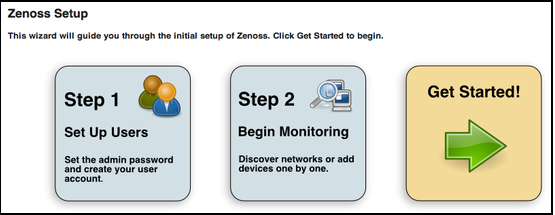 Zenoss Setup
This wizard will guide you through the initial setup of Zenoss. Click Get Started to begin.
Step 1
Set Up Users
Set the admin password
and create your user
account.
Step 2
Begin Monitoring
Discover networks or add
devices one by one.
Get Started!